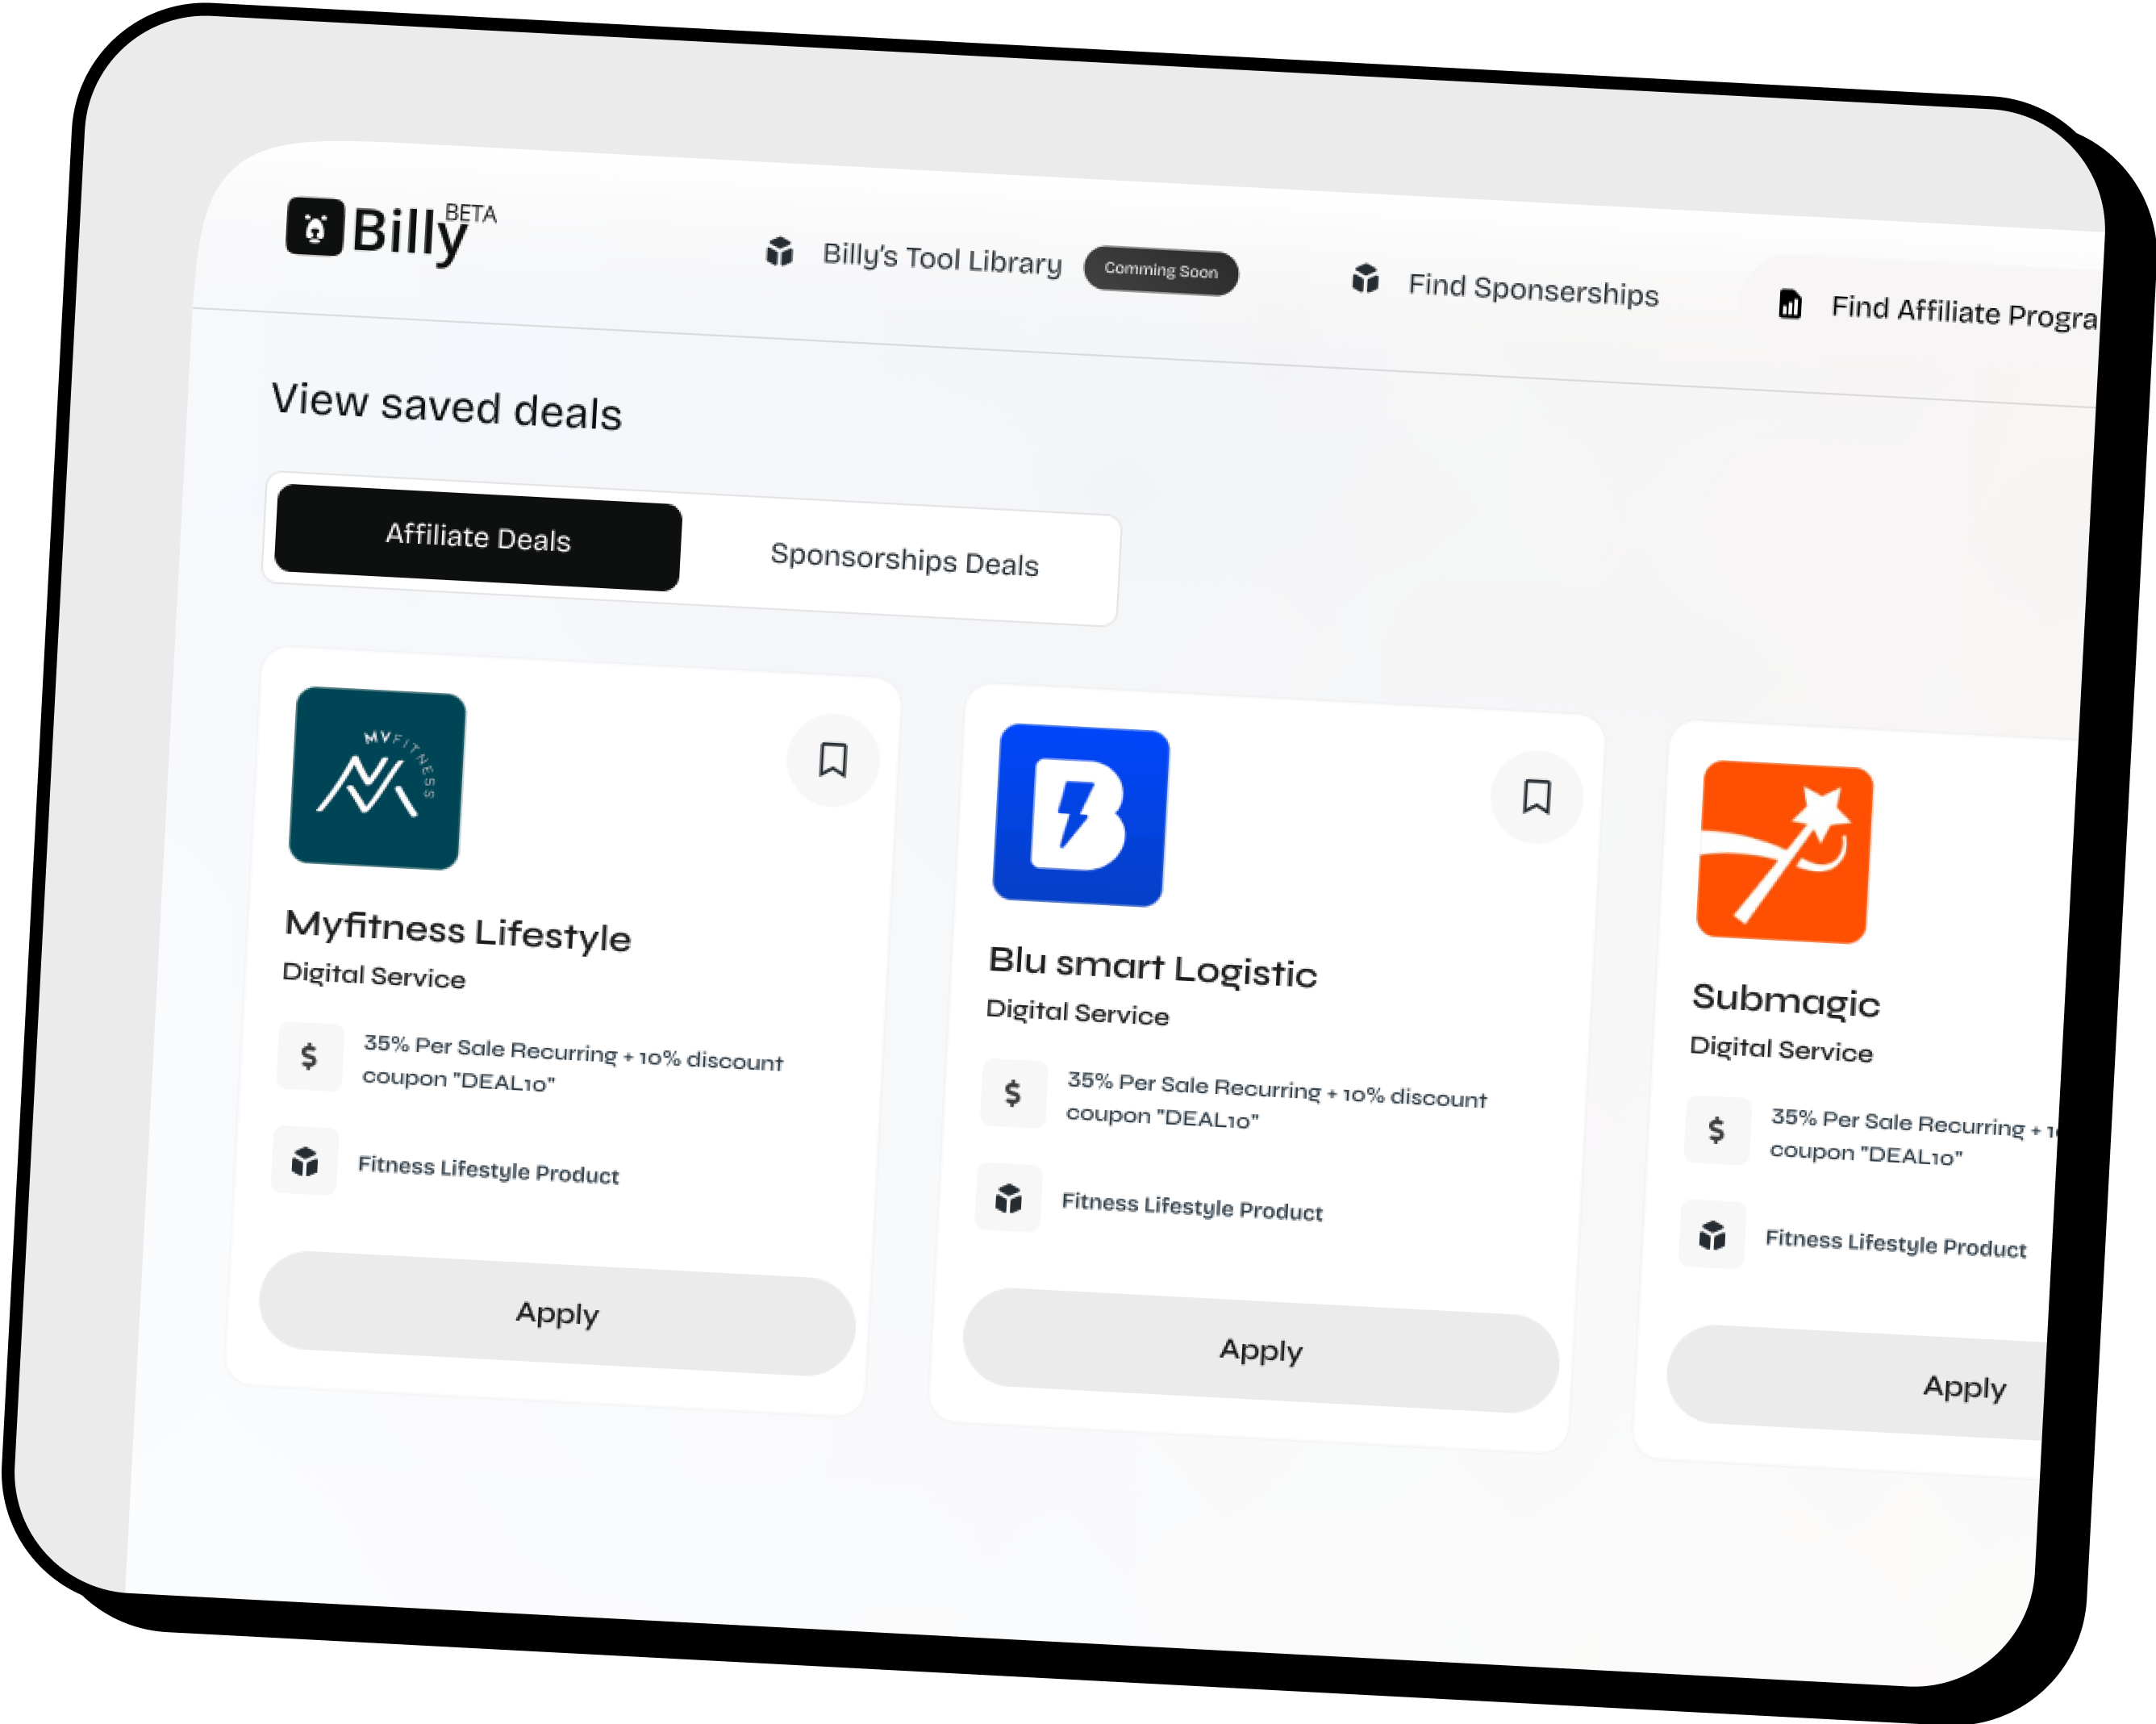 Billy BETA
Billy's Tool Library
Comming Soon
Find Sponserships
Find Affiliate Progra
View saved deals
Affiliate Deals
Sponsorships Deals
MVFITNESS
Myfitness Lifestyle
Digital Service
$
35% Per Sale Recurring + 10% discount
coupon "DEAL10"
Fitness Lifestyle Product
Apply
B
Blu smart Logistic
Digital Service
$
35% Per Sale Recurring + 10% discount
coupon "DEAL10"
Fitness Lifestyle Product
Apply
Submagic
Digital Service
$
35% Per Sale Recurring + 1
coupon "DEAL10"
Fitness Lifestyle Product
Apply